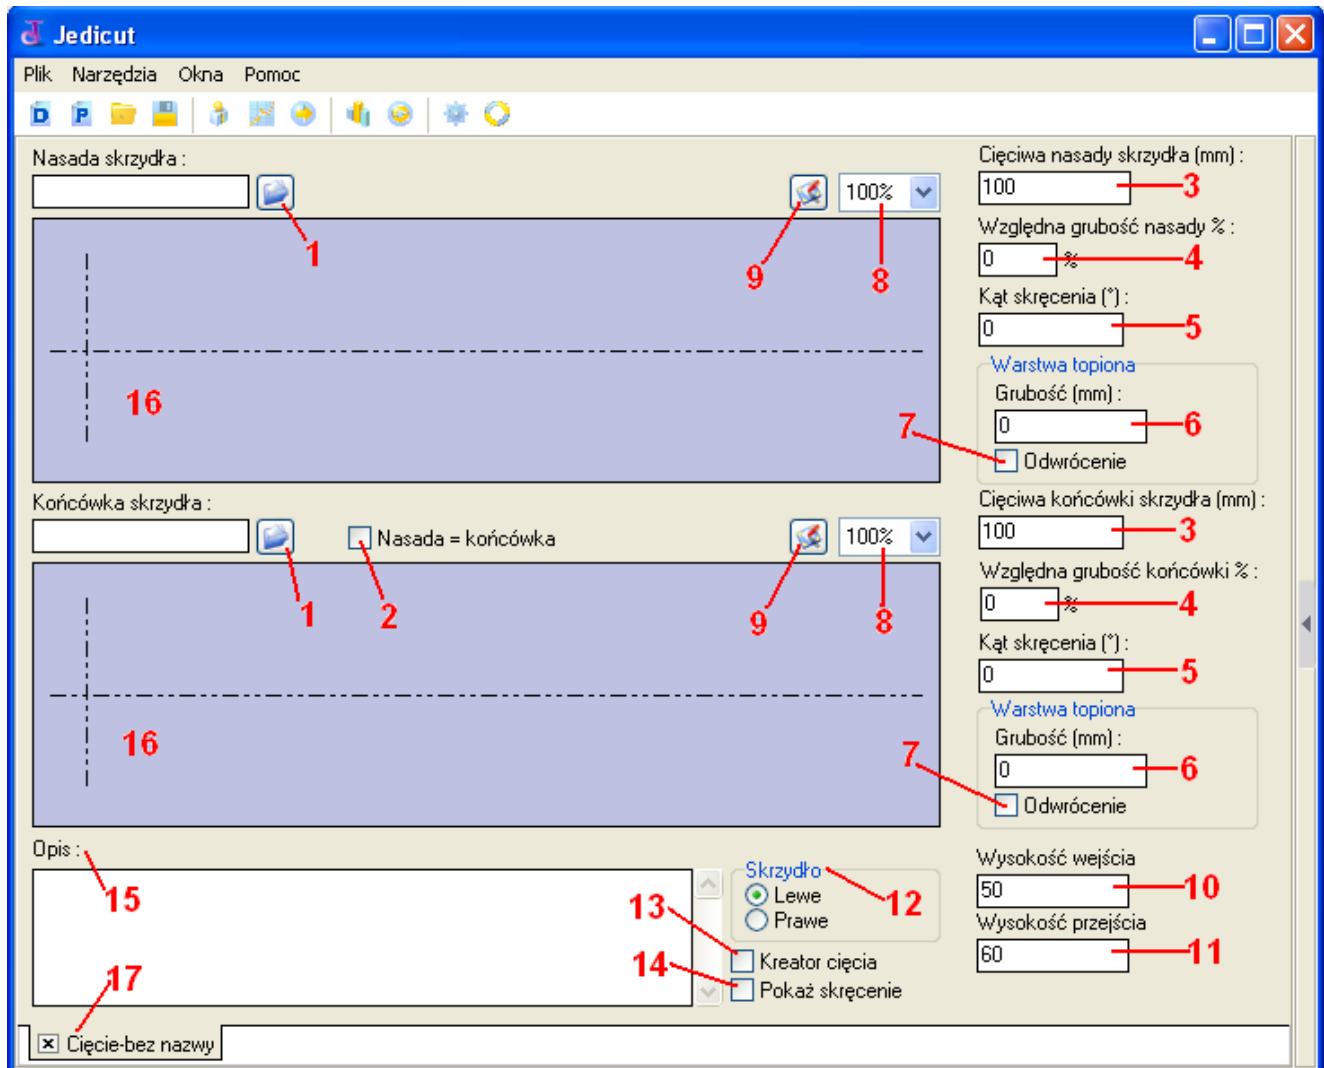 Jedicut
Plik Narzędzia Okna Pomoc
D P
Nasada skrzydła :
100%
1
9
8
16
Cięciwa nasady skrzydła (mm) :
100
3
Względna grubość nasady % :
0 %
4
Kąt skręcenia (°) :
0
5
Warstwa topiona
Grubość (mm) :
0
6
7
Odwrócenie
Końcówka skrzydła :
Nasada = końcówka
100%
1
2
9
8
16
Cięciwa końcówki skrzydła (mm) :
100
3
Względna grubość końcówki % :
0 %
4
Kąt skręcenia (°) :
0
5
Warstwa topiona
Grubość (mm) :
0
6
7
Odwrócenie
Opis :
15
Skrzydło
Lewe
Prawe
12
13
Kreator cięcia
14
Pokaż skręcenie
Wysokość wejścia
50
10
Wysokość przejścia
60
11
17
Cięcie-bez nazwy